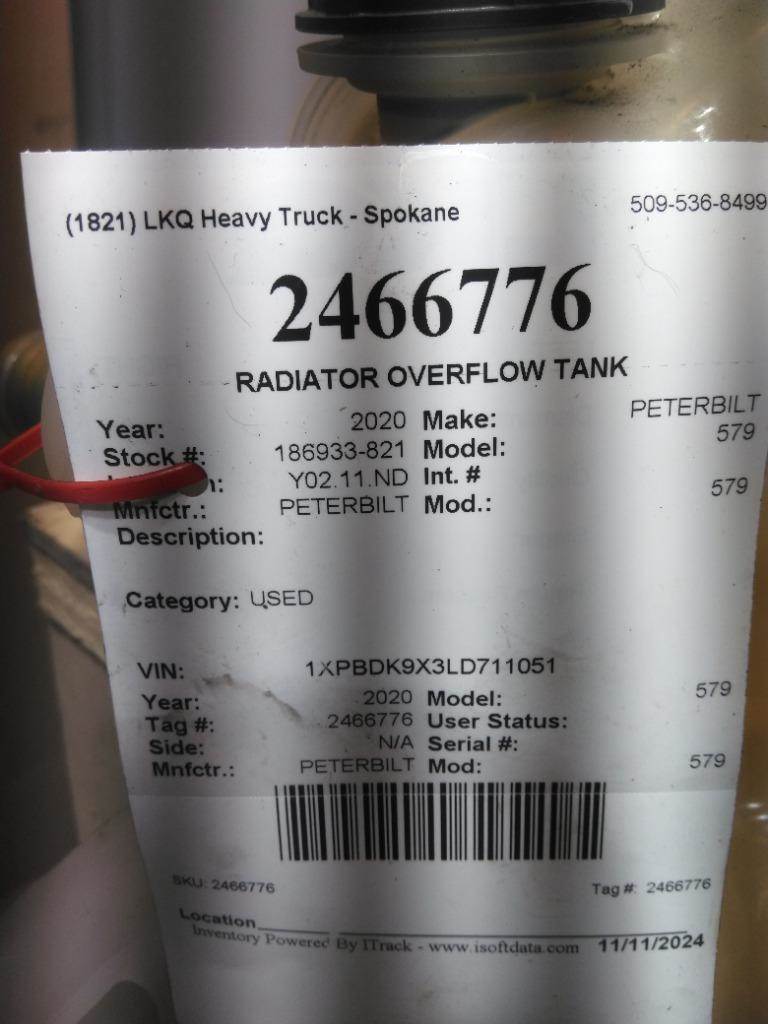 (1821) LKQ Heavy Truck - Spokane 509-536-8499
2466776
RADIATOR OVERFLOW TANK
Year: 2020 Make: PETERBILT
Stock #: 186933-821 Model: 579
n: Y02.11.ND Int. #
Mnfctr.: PETERBILT Mod.: 579
Description:
Category: USED
VIN: 1XPBDK9X3LD711051
Year: 2020 Model: 579
Tag #: 2466776 User Status:
Side: N/A Serial #:
Mnfctr.: PETERBILT Mod: 579
SKU: 2466776 Tag #: 2466776
Location
Inventory Powered By ITrack - www.isoftdata.com 11/11/2024